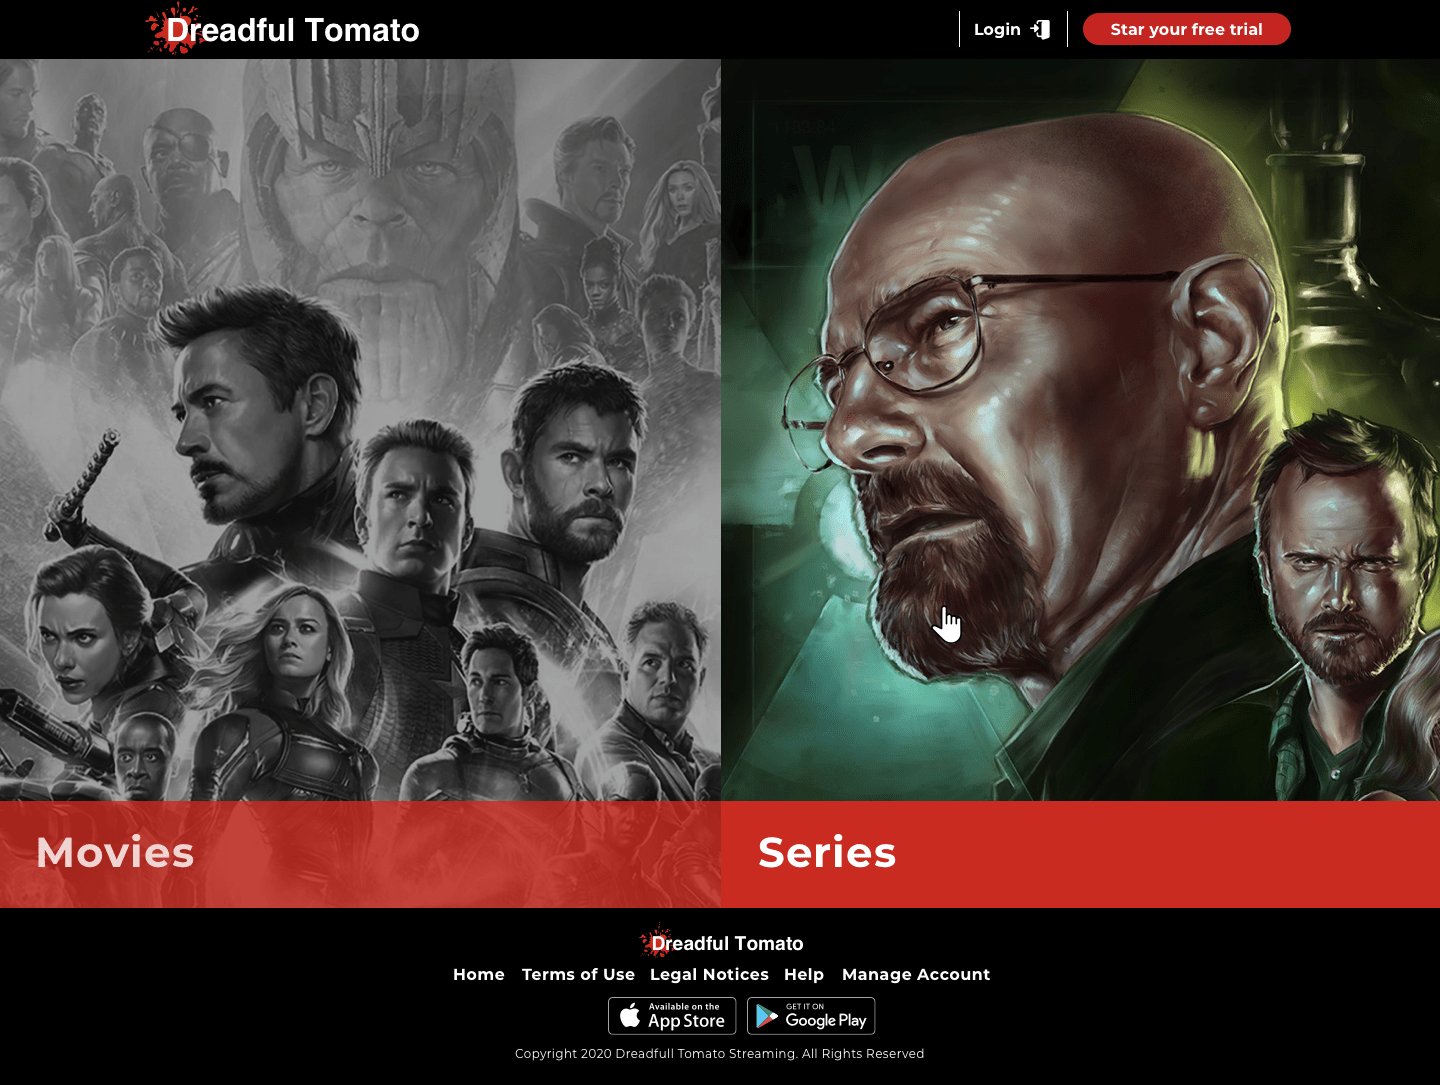 Dreadful Tomato
Login
Star your free trial
Movies
Series
Dreadful Tomato
Home Terms of Use Legal Notices Help Manage Account
Available on the
App Store
GET IT ON
Google Play
Copyright 2020 Dreadfull Tomato Streaming. All Rights Reserved